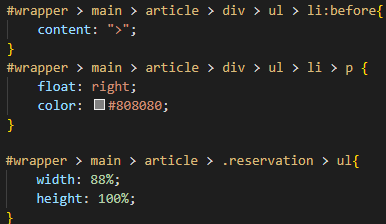 #wrapper > main > article > div > ul > li:before{
    content: ">";
}
#wrapper > main > article > div > ul > li > p {
    float: right;
    color: #808080;
}

#wrapper > main > article > .reservation > ul{
    width: 88%;
    height: 100%;
}